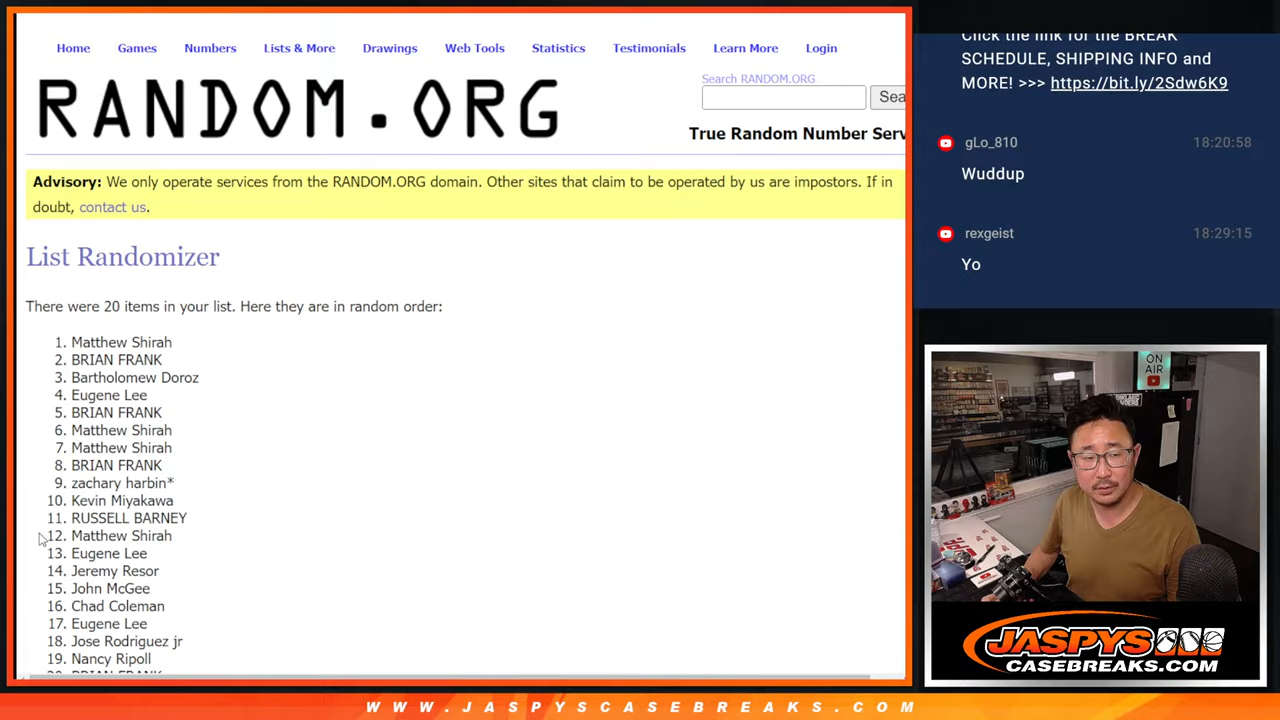 Home Games Numbers Lists & More Drawings Web Tools Statistics Testimonials Learn More Login
RANDOM.ORG
Search RANDOM.ORG
Sea
True Random Number Serv
Advisory: We only operate services from the RANDOM.ORG domain. Other sites that claim to be operated by us are impostors. If in
doubt, contact us.
List Randomizer
There were 20 items in your list. Here they are in random order:
1. Matthew Shirah
2. BRIAN FRANK
3. Bartholomew Doroz
4. Eugene Lee
5. BRIAN FRANK
6. Matthew Shirah
7. Matthew Shirah
8. BRIAN FRANK
9. zachary harbin*
10. Kevin Miyakawa
11. RUSSELL BARNEY
12. Matthew Shirah
13. Eugene Lee
14. Jeremy Resor
15. John McGee
16. Chad Coleman
17. Eugene Lee
18. Jose Rodriguez jr
19. Nancy Ripoll
20. BRIAN FRANK
Click the link for the BREAK
SCHEDULE, SHIPPING INFO and
MORE! >>> https://bit.ly/2Sdw6K9
gLo_810 18:20:58
Wuddup
rexgeist 18:29:15
Yo
ON
AIR
JASPYS
CASEBREAKS.COM
WWW.JASPYSCASEBREAKS.COM